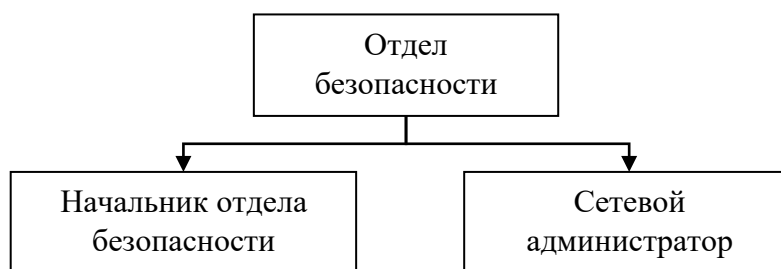 Отдел
безопасности
Начальник отдела
безопасности
Сетевой
администратор